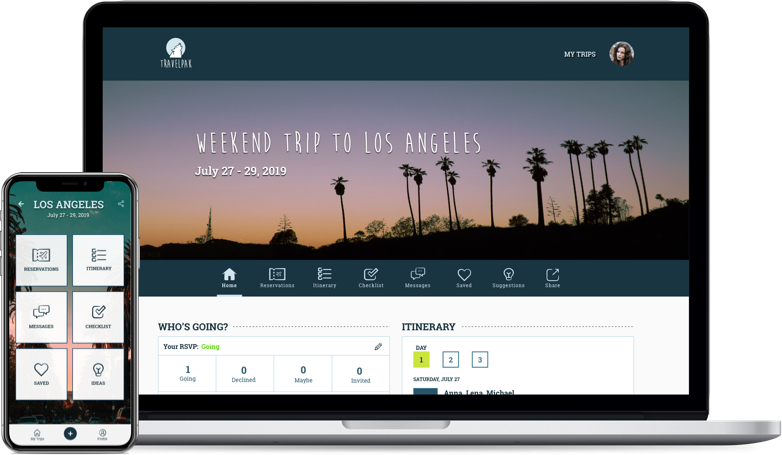 TRAVELPAK
MY TRIPS
WEEKEND TRIP TO LOS ANGELES
July 27 - 29, 2019
Home
Reservations
Itinerary
Checklist
Messages
Saved
Suggestions
Share
WHO'S GOING?
Your RSVP: Going
1
Going
0
Declined
0
Maybe
0
Invited
ITINERARY
DAY
1
2
3
SATURDAY, JULY 27
Anna, Lena, Michael
LOS ANGELES
July 27 - 29, 2019
RESERVATIONS
ITINERARY
MESSAGES
CHECKLIST
SAVED
IDEAS
My Trips